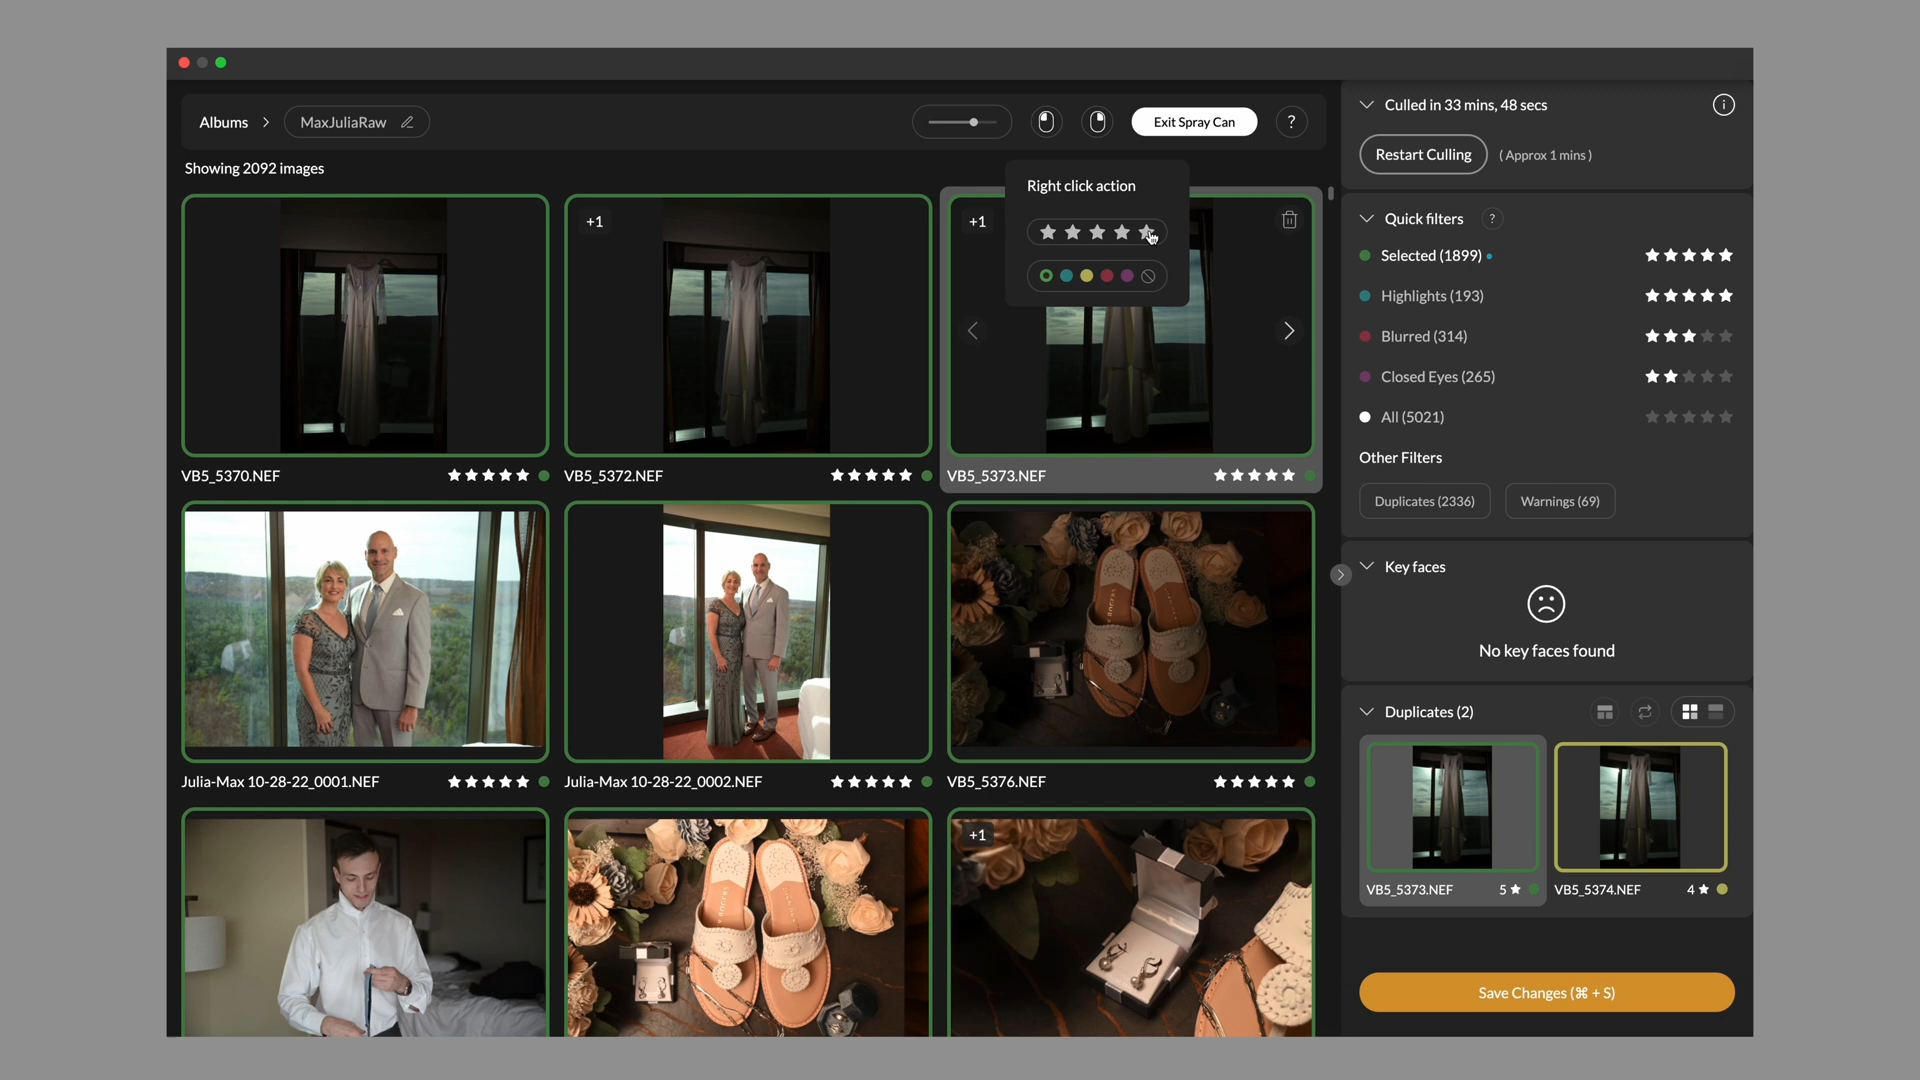 Albums > MaxJuliaRaw
Exit Spray Can
?
Showing 2092 images
Right click action
+1
+1
VB5_5370.NEF
VB5_5372.NEF
VB5_5373.NEF
Julia-Max 10-28-22_0001.NEF
Julia-Max 10-28-22_0002.NEF
VB5_5376.NEF
+1
Culled in 33 mins, 48 secs
i
Restart Culling
( Approx 1 mins )
Quick filters
?
Selected (1899)
Highlights (193)
Blurred (314)
Closed Eyes (265)
All (5021)
Other Filters
Duplicates (2336)
Warnings (69)
Key faces
No key faces found
Duplicates (2)
VB5_5373.NEF 5
VB5_5374.NEF 4
Save Changes (⌘ + S)